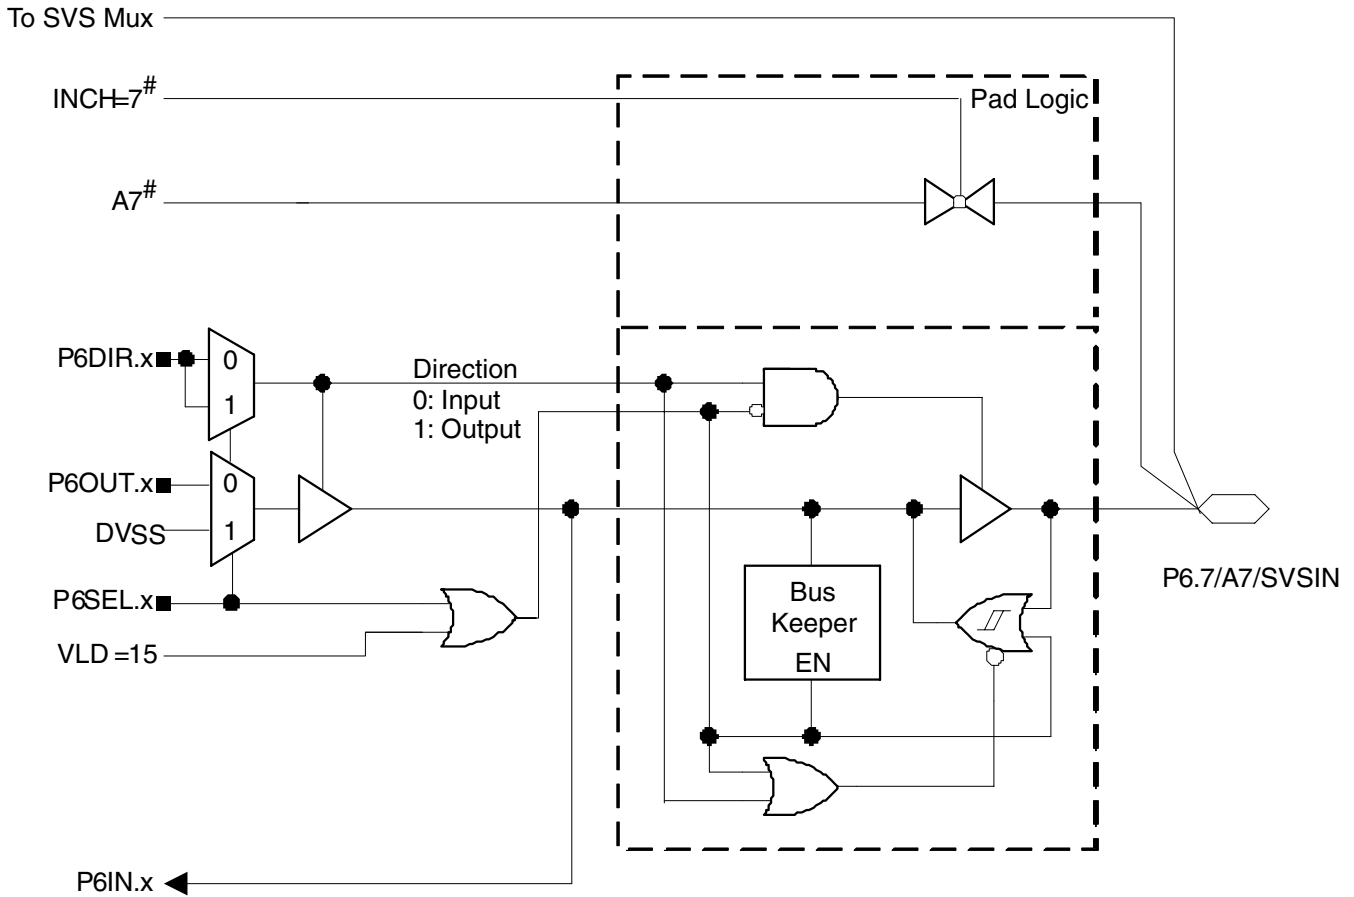 To SVS Mux
INCH=7#
Pad Logic
A7#
P6DIR.x
0
1
Direction
0: Input
1: Output
P6OUT.x
0
DVSS
1
P6SEL.x
VLD =15
Bus
Keeper
EN
P6.7/A7/SVSIN
P6IN.x